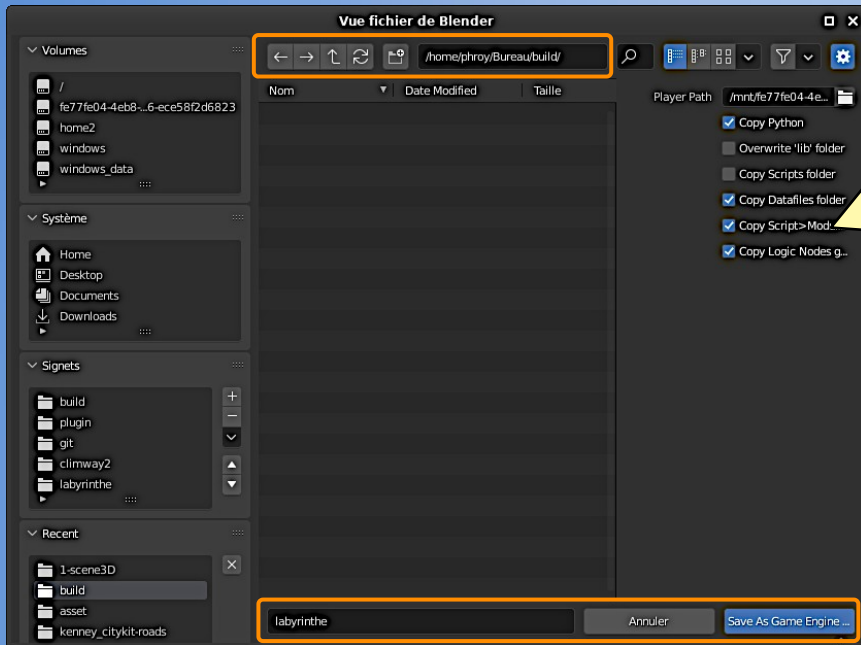 Vue fichier de Blender
Volumes
/
fe77fe04-4eb8-..6-ece58f2d6823
home2
windows
windows_data
Système
Home
Desktop
Documents
Downloads
Signets
build
plugin
git
climway2
labyrinthe
Recent
1-scene3D
build
asset
kenney_citykit-roads
/home/phroy/Bureau/build/
Nom Date Modified Taille
labyrinthe Annuler Save As Game Engine ...
Player Path /mnt/fe77fe04-4e...
Copy Python
Overwrite 'lib' folder
Copy Scripts folder
Copy Datafiles folder
Copy Script>Mod...
Copy Logic Nodes g...